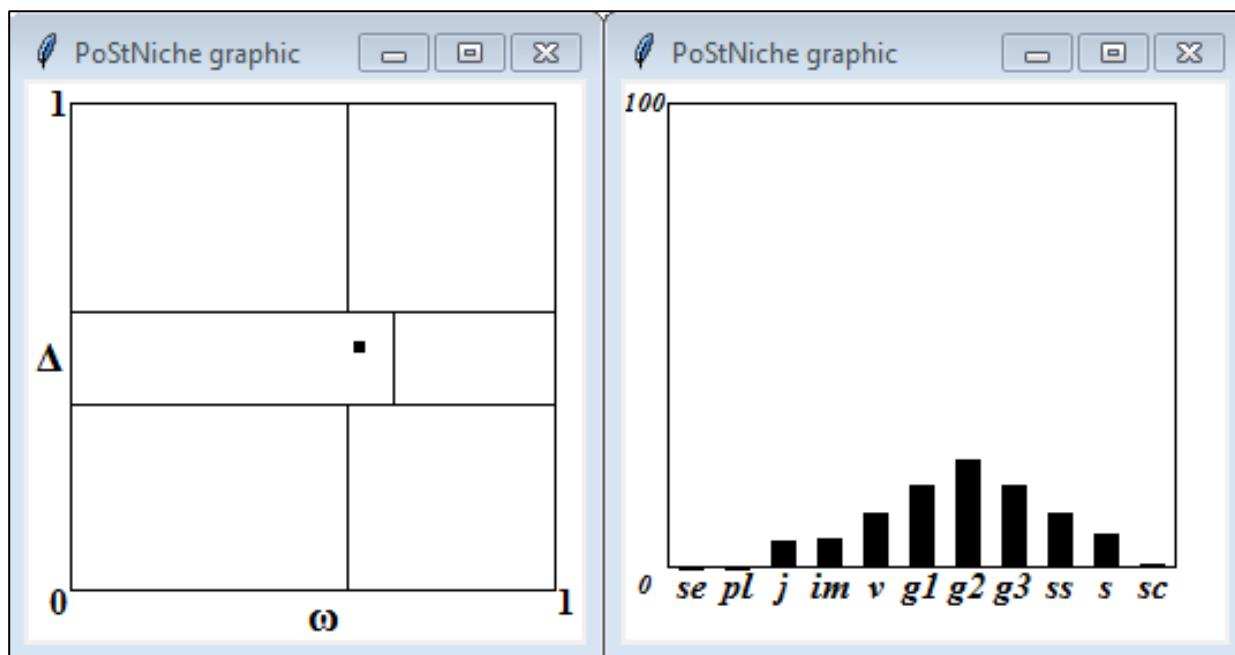 PoStNiche graphic
1
Δ
0
ω
1
PoStNiche graphic
100
0
se pl j im v g1 g2 g3 ss s sc